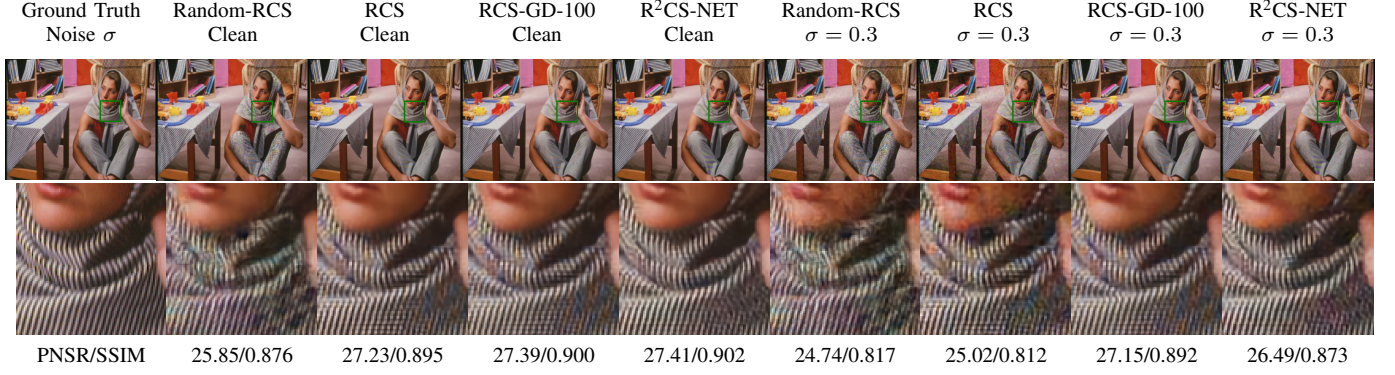 Ground Truth Random-RCS RCS RCS-GD-100 R²CS-NET Random-RCS RCS RCS-GD-100 R²CS-NET
Noise σ Clean Clean Clean Clean σ = 0.3 σ = 0.3 σ = 0.3 σ = 0.3
PNSR/SSIM 25.85/0.876 27.23/0.895 27.39/0.900 27.41/0.902 24.74/0.817 25.02/0.812 27.15/0.892 26.49/0.873